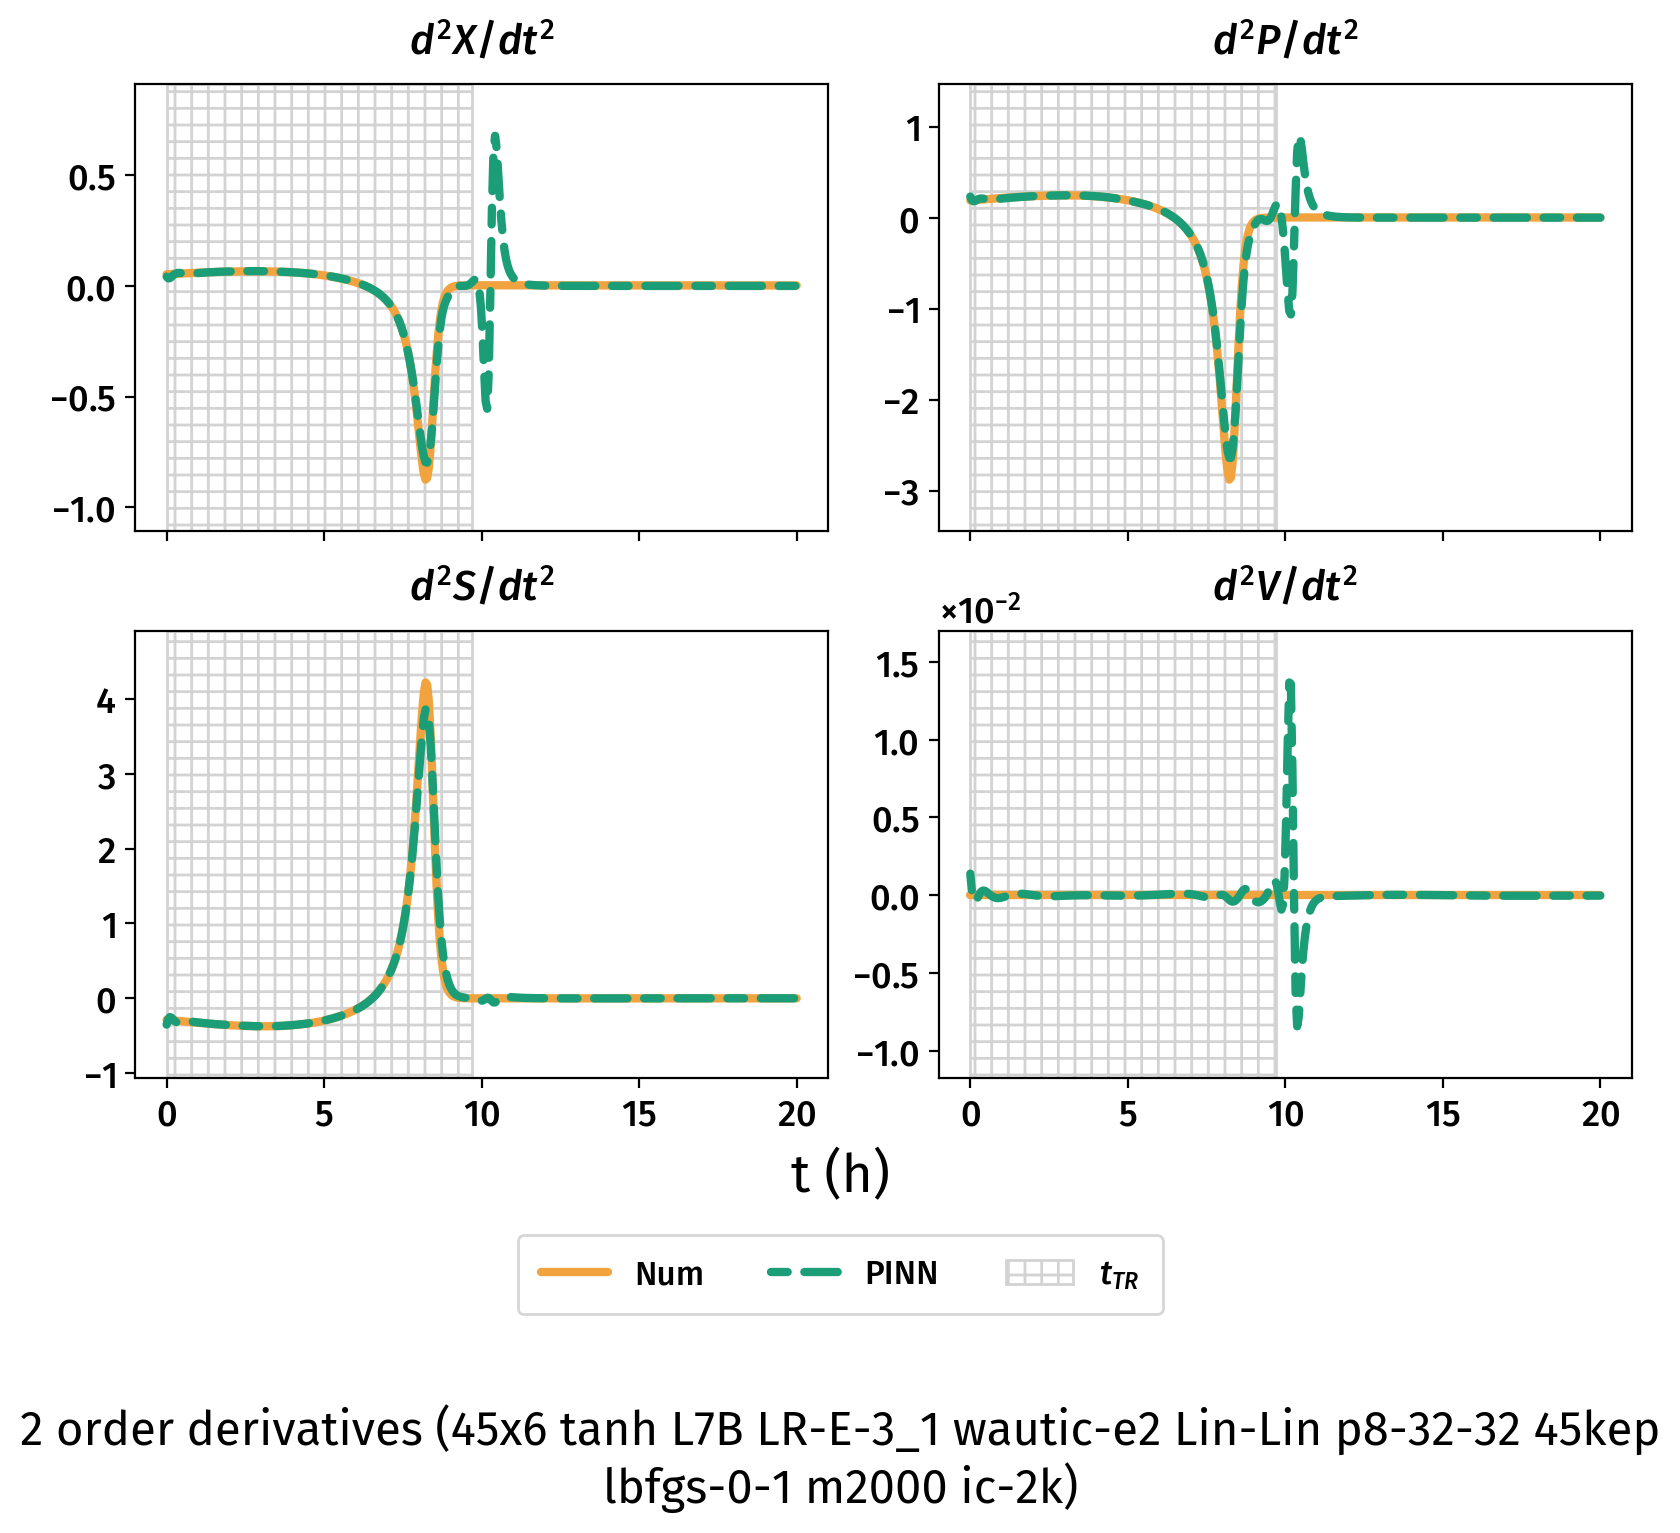 d²X/dt²
d²P/dt²
0.5
0.0
−0.5
−1.0
1
0
−1
−2
−3
d²S/dt²
d²V/dt²
×10⁻²
4
3
2
1
0
−1
1.5
1.0
0.5
0.0
−0.5
−1.0
0 5 10 15 20
0 5 10 15 20
t (h)
Num PINN t_TR
2 order derivatives (45x6 tanh L7B LR-E-3_1 wautic-e2 Lin-Lin p8-32-32 45kep
lbfgs-0-1 m2000 ic-2k)